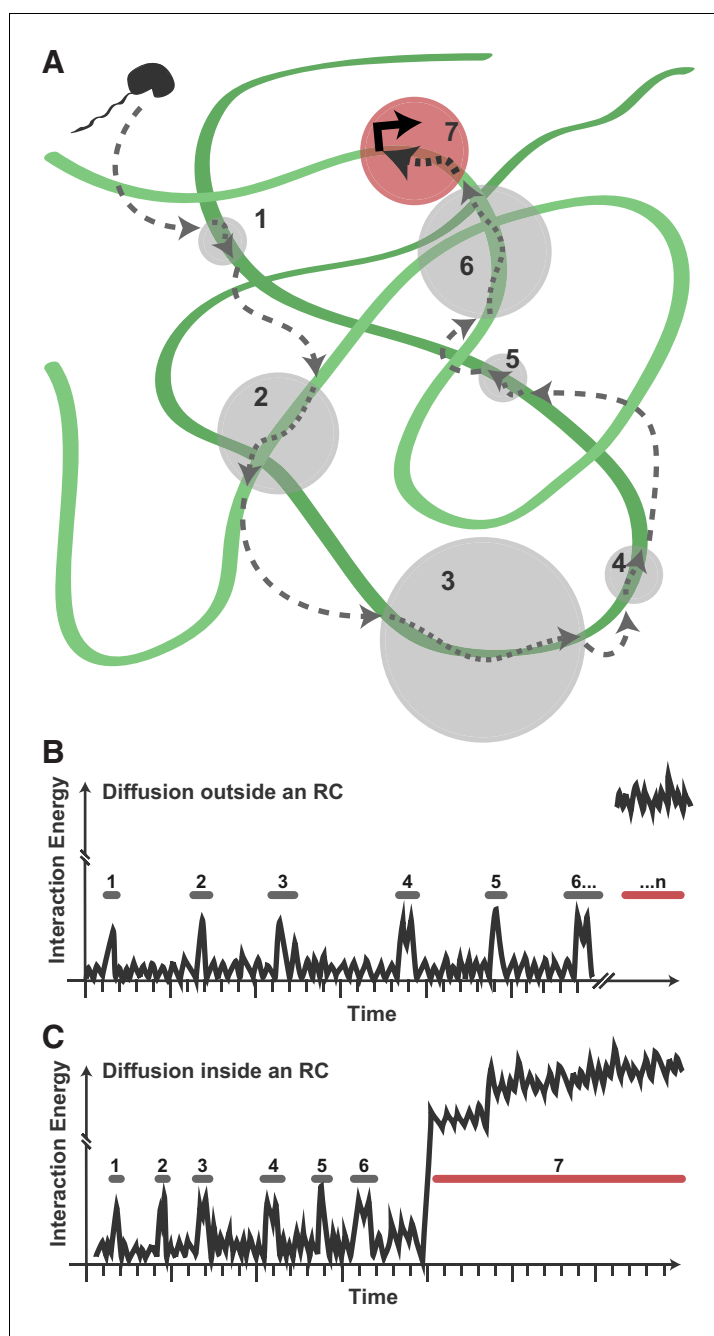 A
7
1
6
5
2
3
4
B
Diffusion outside an RC
Interaction Energy
1 2 3 4 5 6... ...n
Time
C
Diffusion inside an RC
Interaction Energy
1 2 3 4 5 6 7
Time